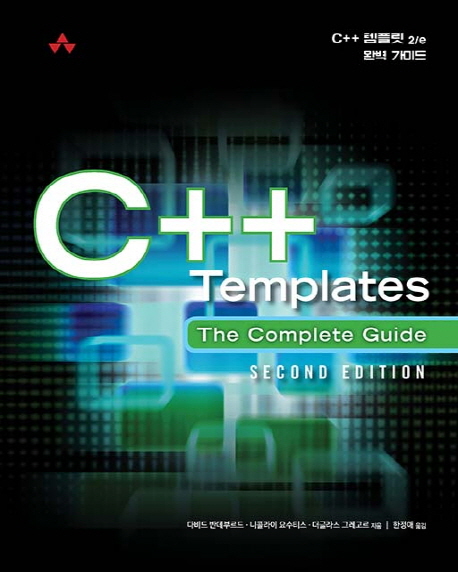 C++ 템플릿 2/e
완벽 가이드
C++
Templates
The Complete Guide
SECOND EDITION
다비드 반데부르드 · 니콜라이 요수티스 · 더글라스 그레고르 지음 | 한정애 옮김